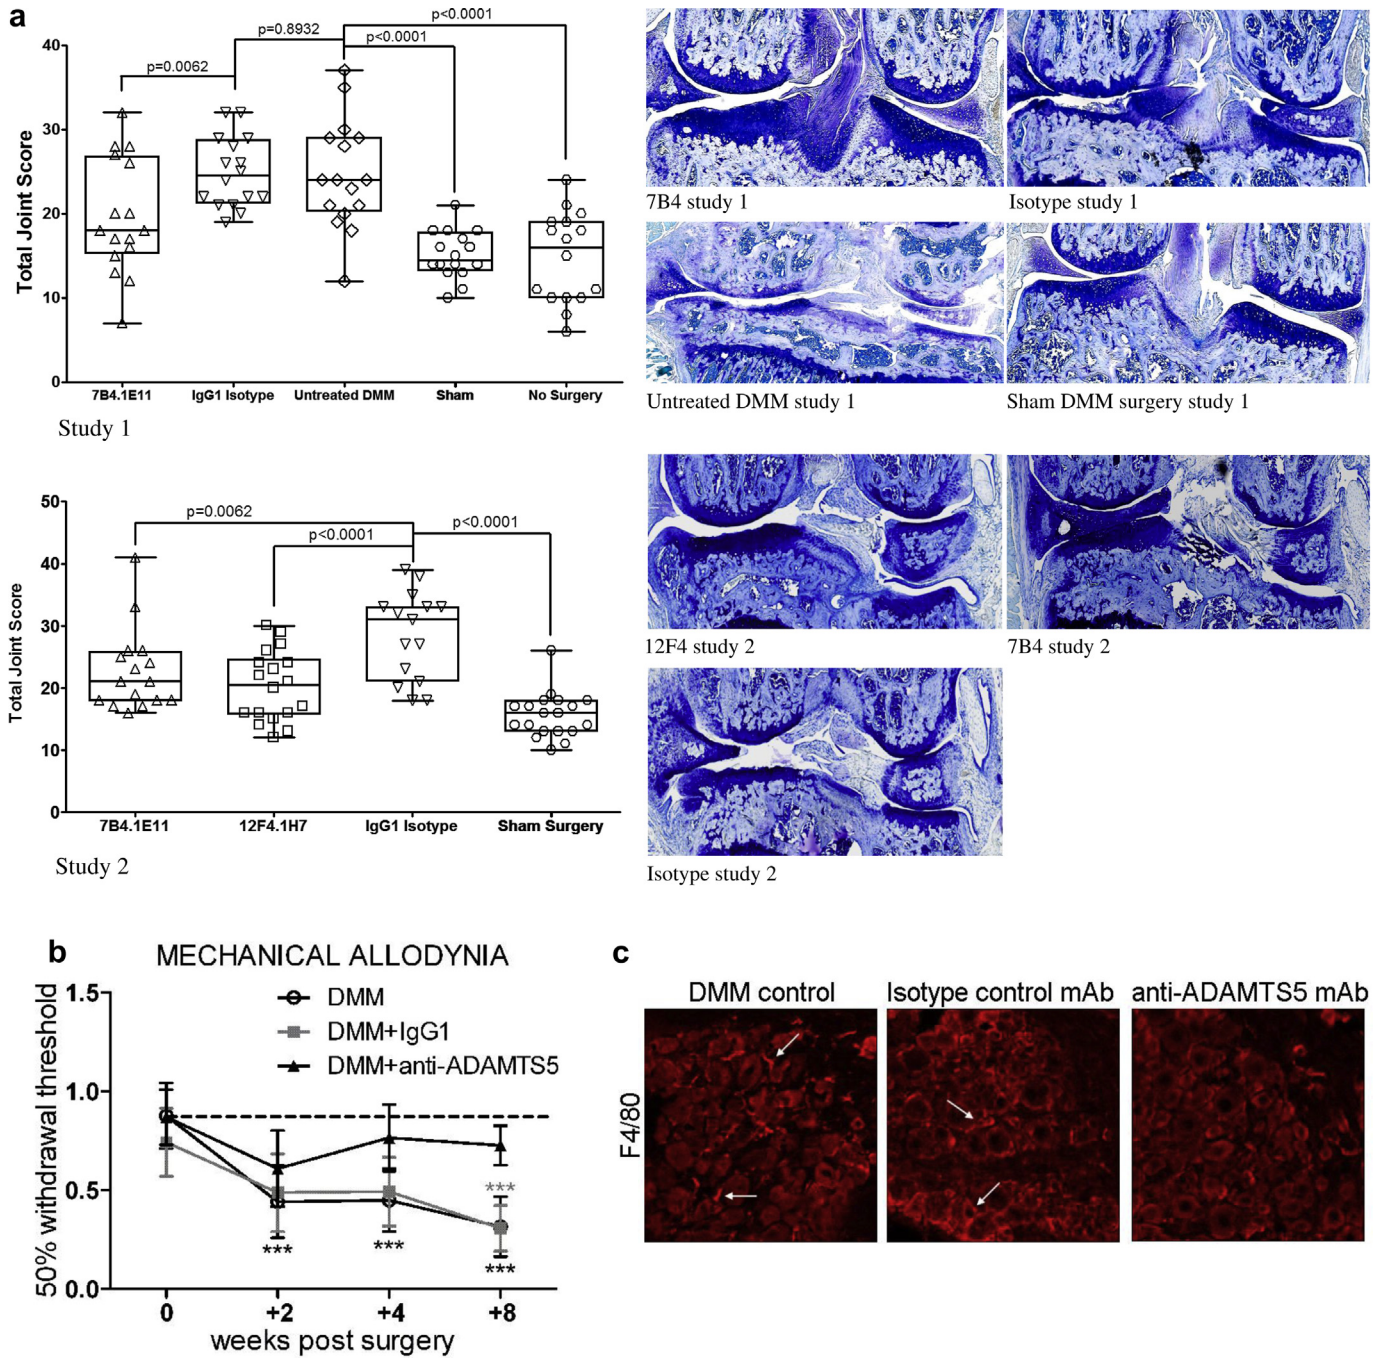 a
p<0.0001
p=0.8932
p<0.0001
p=0.0062
40
30
20
10
0
Total Joint Score
7B4.1E11
IgG1 Isotype
Untreated DMM
Sham
No Surgery
Study 1
7B4 study 1
Isotype study 1
Untreated DMM study 1
Sham DMM surgery study 1
50
40
30
20
10
0
Total Joint Score
p=0.0062
p<0.0001
p<0.0001
7B4.1E11
12F4.1H7
IgG1 Isotype
Sham Surgery
Study 2
12F4 study 2
7B4 study 2
Isotype study 2
b
MECHANICAL ALLODYNIA
DMM
DMM+IgG1
DMM+anti-ADAMTS5
50% withdrawal threshold
1.5
1.0
0.5
0.0
***
***
***
***
0
+2
+4
+8
weeks post surgery
c
DMM control
Isotype control mAb
anti-ADAMTS5 mAb
F4/80